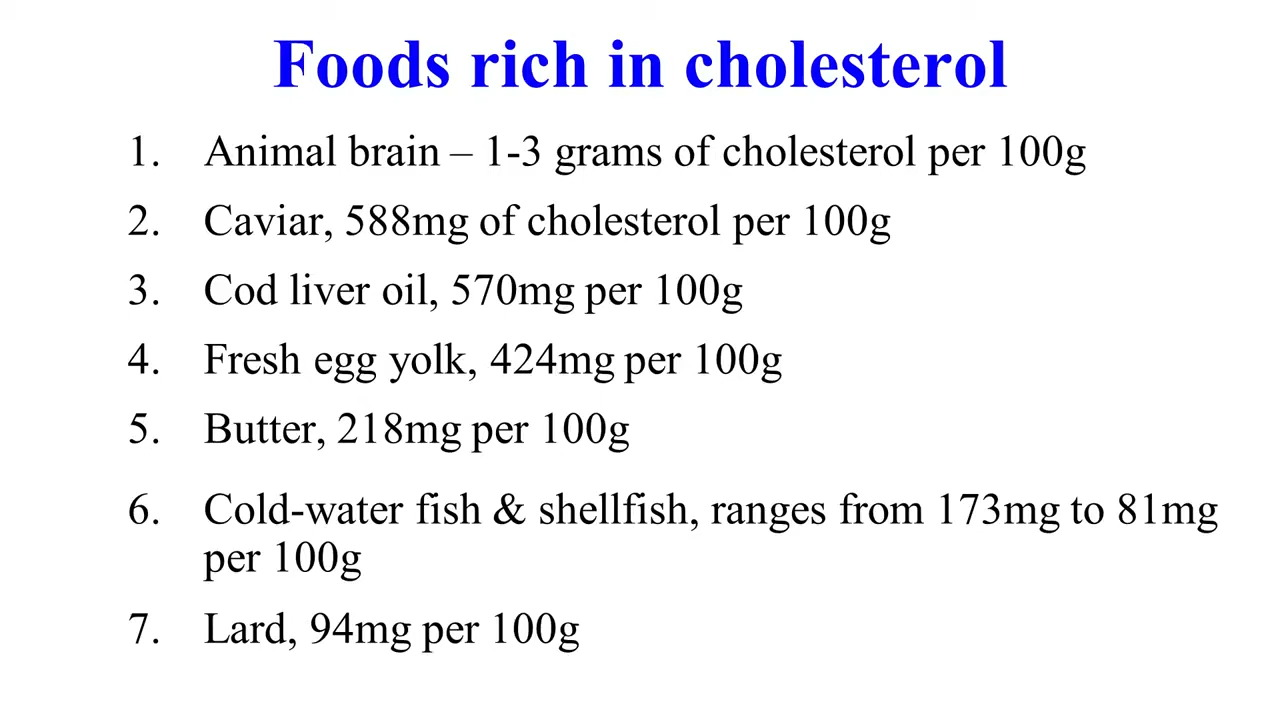 Foods rich in cholesterol
1. Animal brain – 1-3 grams of cholesterol per 100g
2. Caviar, 588mg of cholesterol per 100g
3. Cod liver oil, 570mg per 100g
4. Fresh egg yolk, 424mg per 100g
5. Butter, 218mg per 100g
6. Cold-water fish & shellfish, ranges from 173mg to 81mg
per 100g
7. Lard, 94mg per 100g